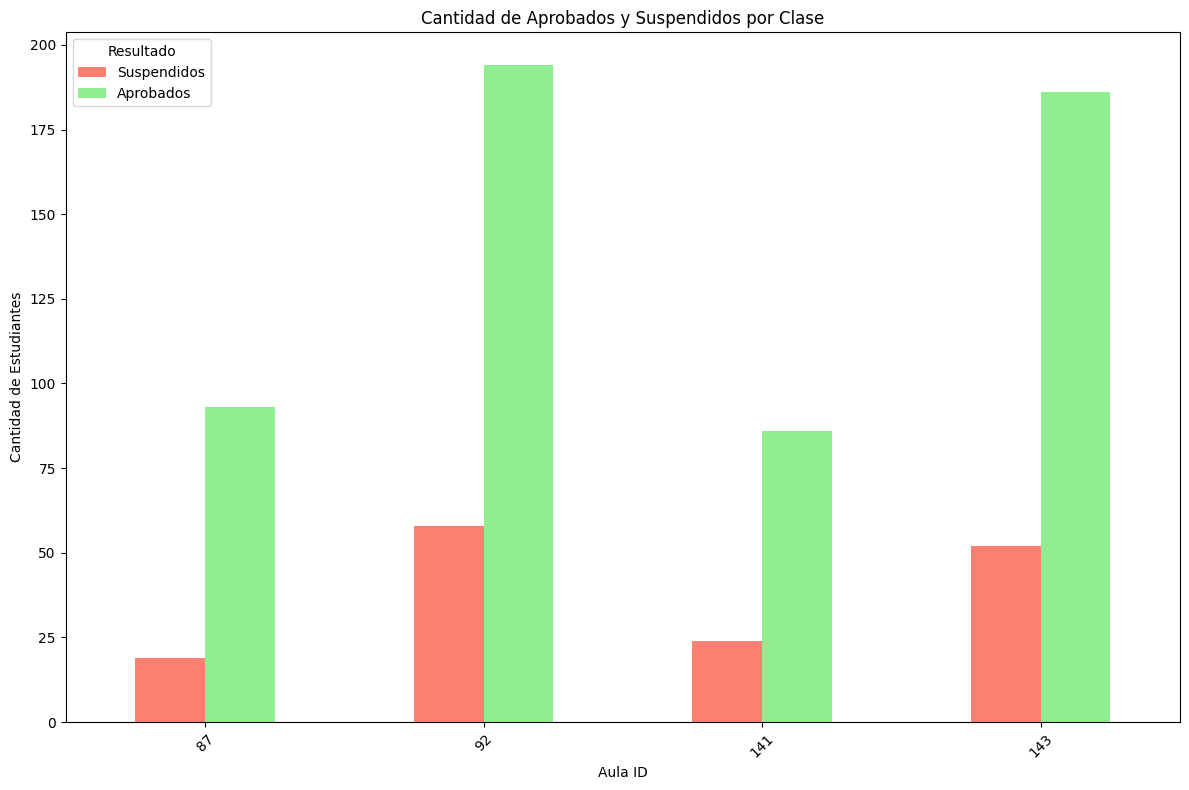 Cantidad de Aprobados y Suspendidos por Clase
Resultado
Suspendidos
Aprobados
Cantidad de Estudiantes
200
175
150
125
100
75
50
25
0
87
92
141
143
Aula ID